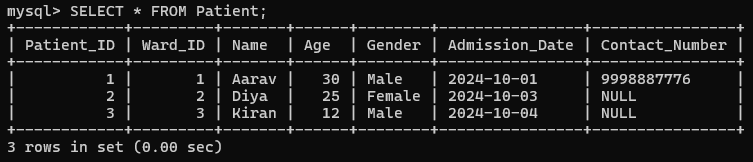 mysql> SELECT * FROM Patient;
+------------+---------+-------+------+--------+----------------+----------------+
| Patient_ID | Ward_ID | Name  | Age  | Gender | Admission_Date | Contact_Number |
+------------+---------+-------+------+--------+----------------+----------------+
|          1 |       1 | Aarav |   30 | Male   | 2024-10-01     | 9998887776     |
|          2 |       2 | Diya  |   25 | Female | 2024-10-03     | NULL           |
|          3 |       3 | Kiran |   12 | Male   | 2024-10-04     | NULL           |
+------------+---------+-------+------+--------+----------------+----------------+
3 rows in set (0.00 sec)